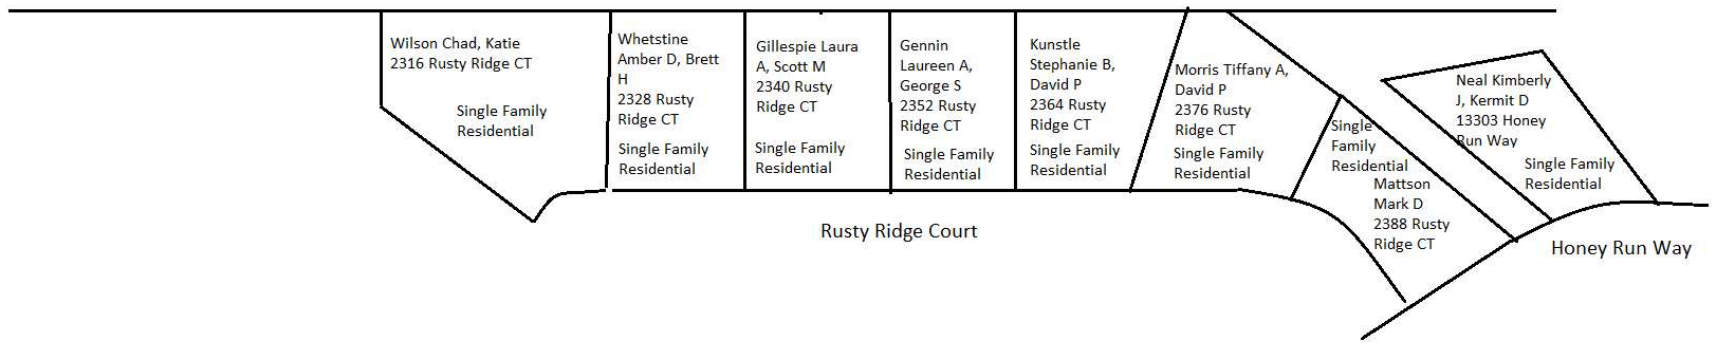 Wilson Chad, Katie
2316 Rusty Ridge CT
Single Family
Residential
Whetstine
Amber D, Brett
H
2328 Rusty
Ridge CT
Single Family
Residential
Gillespie Laura
A, Scott M
2340 Rusty
Ridge CT
Single Family
Residential
Gennin
Laureen A,
George S
2352 Rusty
Ridge CT
Single Family
Residential
Kunstle
Stephanie B,
David P
2364 Rusty
Ridge CT
Single Family
Residential
Morris Tiffany A,
David P
2376 Rusty
Ridge CT
Single Family
Residential
Single
Family
Residential
Mattson
Mark D
2388 Rusty
Ridge CT
Neal Kimberly
J, Kermit D
13303 Honey
Run Way
Single Family
Residential
Rusty Ridge Court
Honey Run Way